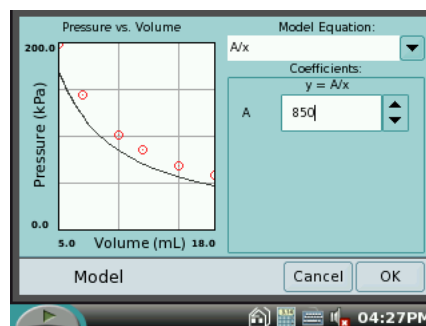 Pressure vs. Volume
Model Equation:
200.0
A/x
Coefficients:
y = A/x
A 850
Pressure (kPa)
0.0
5.0 Volume (mL) 18.0
Model Cancel OK
04:27PM